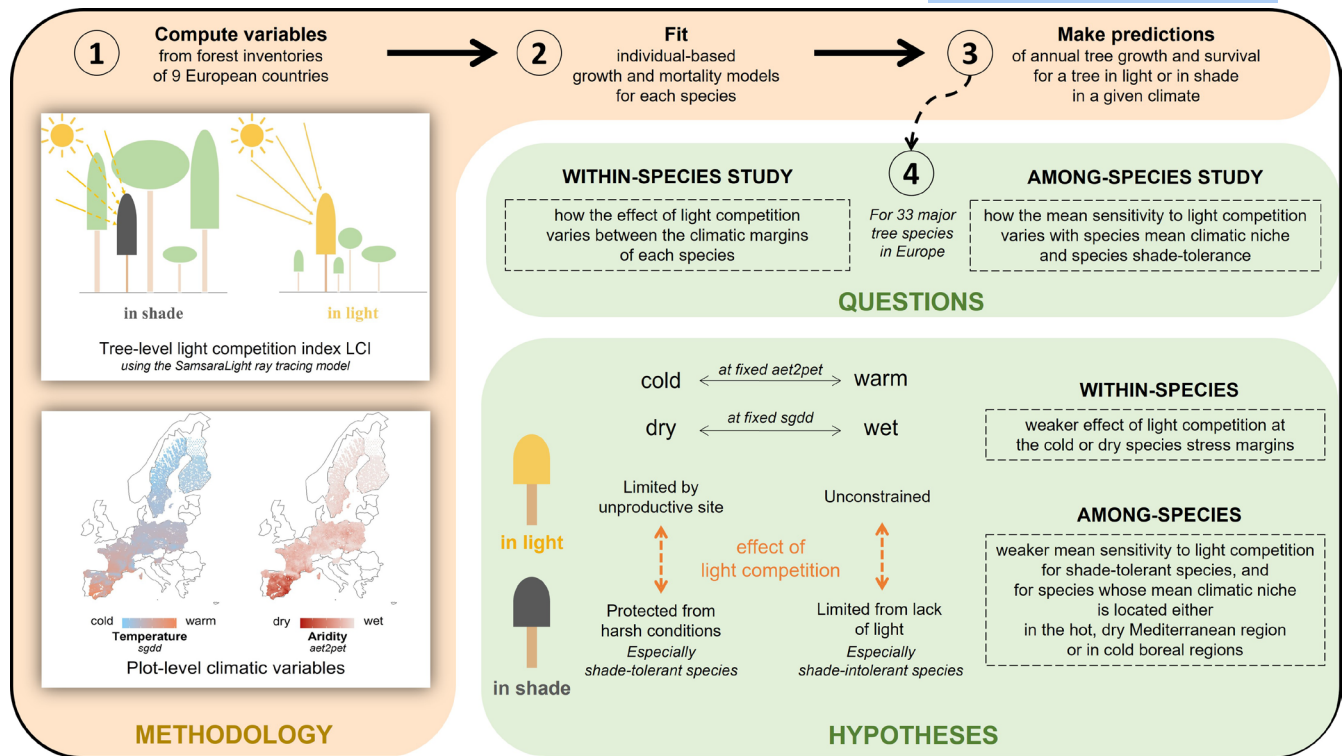 1
Compute variables
from forest inventories
of 9 European countries
2
Fit
individual-based
growth and mortality models
for each species
3
Make predictions
of annual tree growth and survival
for a tree in light or in shade
in a given climate
in shade
in light
Tree-level light competition index LCI
using the SamsaraLight ray tracing model
cold
warm
Temperature
sgdd
dry
wet
Aridity
aet2pet
Plot-level climatic variables
METHODOLOGY
WITHIN-SPECIES STUDY
how the effect of light competition
varies between the climatic margins
of each species
4
For 33 major
tree species
in Europe
AMONG-SPECIES STUDY
how the mean sensitivity to light competition
varies with species mean climatic niche
and species shade-tolerance
QUESTIONS
cold
at fixed aet2pet
warm
dry
at fixed sgdd
wet
in light
in shade
Limited by
unproductive site
Unconstrained
effect of
light competition
Protected from
harsh conditions
Especially
shade-tolerant species
Limited from lack
of light
Especially
shade-intolerant species
WITHIN-SPECIES
weaker effect of light competition at
the cold or dry species stress margins
AMONG-SPECIES
weaker mean sensitivity to light competition
for shade-tolerant species, and
for species whose mean climatic niche
is located either
in the hot, dry Mediterranean region
or in cold boreal regions
HYPOTHESES